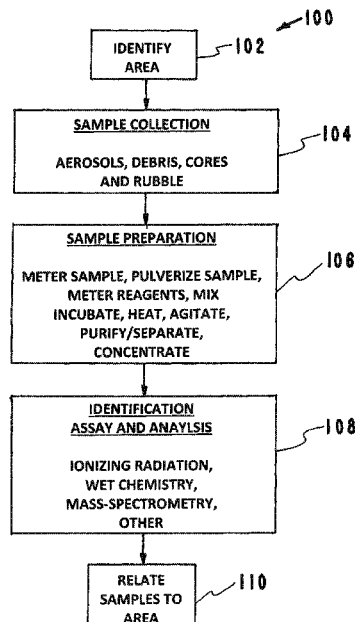 100
IDENTIFY
AREA
102
SAMPLE COLLECTION
AEROSOLS, DEBRIS, CORES
AND RUBBLE
104
SAMPLE PREPARATION
METER SAMPLE, PULVERIZE SAMPLE,
METER REAGENTS, MIX
INCUBATE, HEAT, AGITATE,
PURIFY/SEPARATE,
CONCENTRATE
106
IDENTIFICATION
ASSAY AND ANAYLSIS
IONIZING RADIATION,
WET CHEMISTRY,
MASS-SPECTROMETRY,
OTHER
108
RELATE
SAMPLES TO
AREA
110